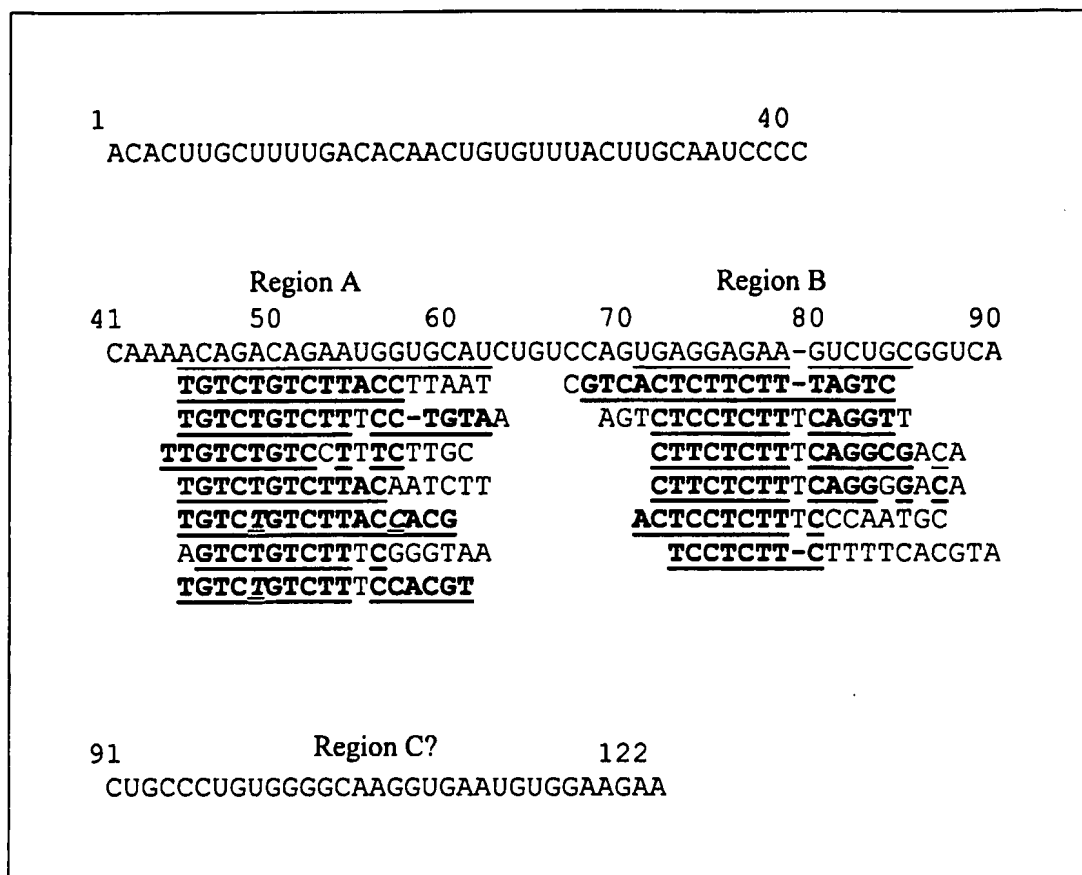 1 40
ACACUUGCUUUUGACACAACUGUGUUUACUUGCAAUCCCC
Region A Region B
41 50 60 70 80 90
CAAAACAGACAGAAUGGUGCAUCUGUCCAGUGAGGAGAA-GUCUGCGGUCA
TGTCTGTCTTACCTTAAT CGTCACTCTTCTT-TAGTC
TGTCTGTCTTTCC-TGTAA AGTCTCCTCTTTCAGGTT
TTGTCTGTCCTTTCTTGC CTTCTCTTTCAGGCGACA
TGTCTGTCTTACAATCTT CTTCTCTTTCAGGGGACA
TGTCTGTCTTACCCACG ACTCCTCTTTCCCAATGC
AGTCTGTCTTTCGGGTAA TCCTCTT-CTTTTCACGTA
TGTCTGTCTTTCCACGT
91 Region C? 122
CUGCCCUGUGGGGCAAGGUGAAUGUGGAAGAA